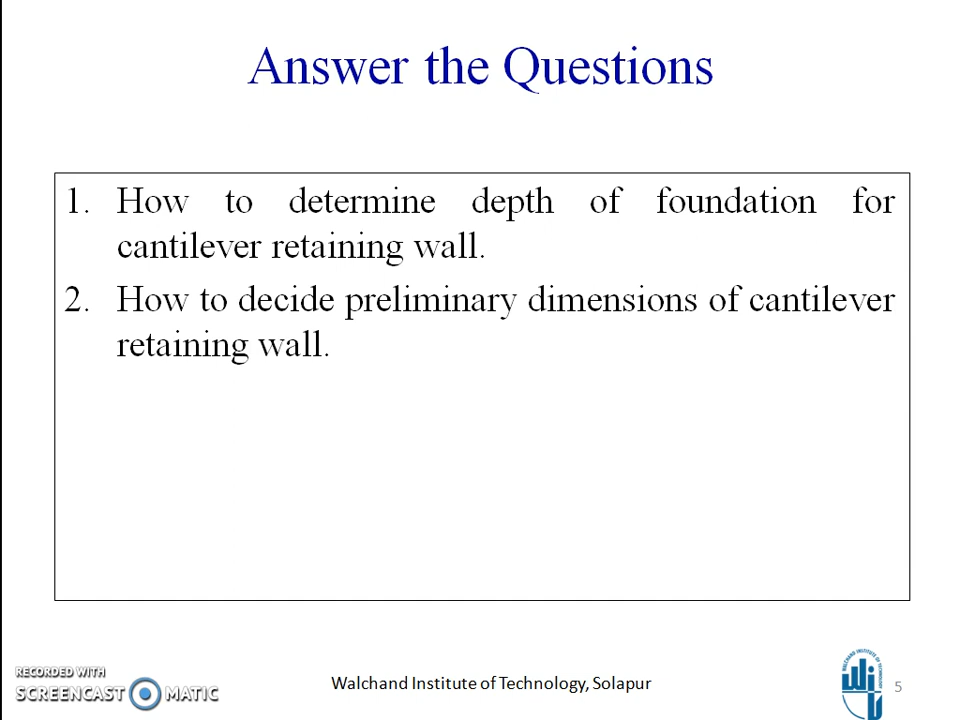 Answer the Questions
1. How to determine depth of foundation for
cantilever retaining wall.
2. How to decide preliminary dimensions of cantilever
retaining wall.
RECORDED WITH
SCREENCAST MATIC
Walchand Institute of Technology, Solapur
5